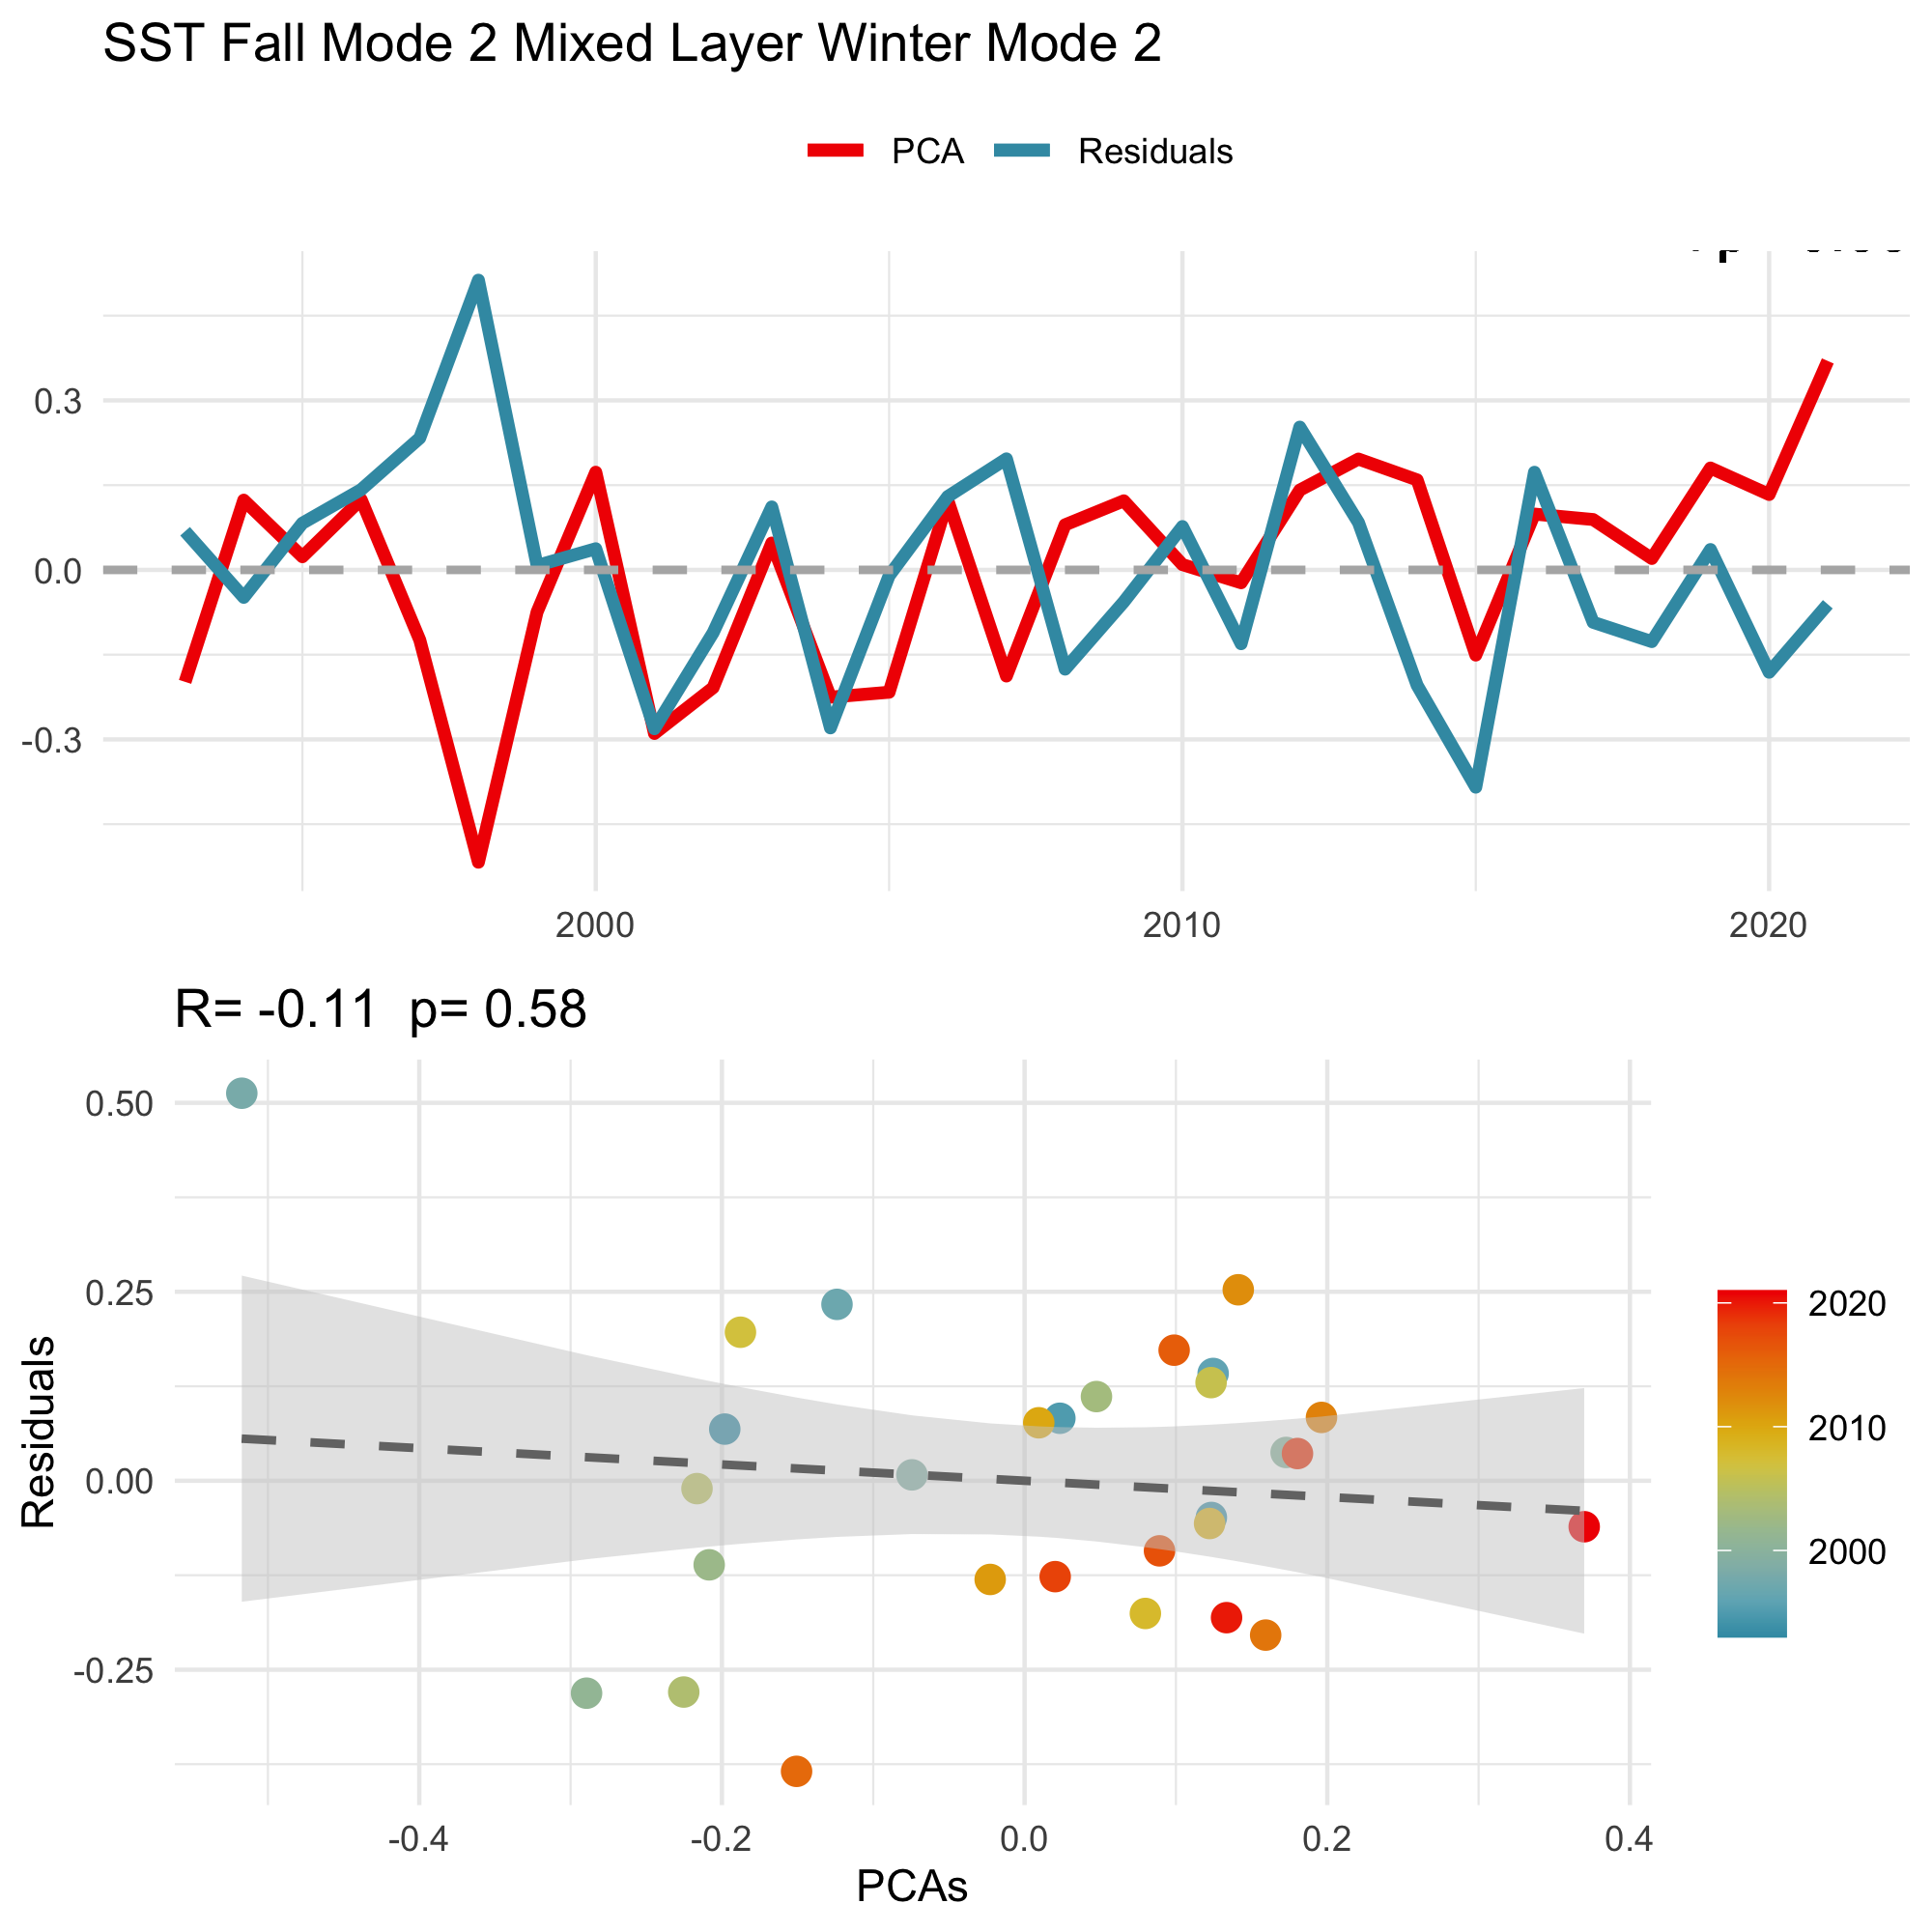 SST Fall Mode 2 Mixed Layer Winter Mode 2
PCA Residuals
0.3
0.0
-0.3
2000 2010 2020
R= -0.11 p= 0.58
0.50
0.25
0.00
-0.25
Residuals
-0.4 -0.2 0.0 0.2 0.4
PCAs
2020
2010
2000